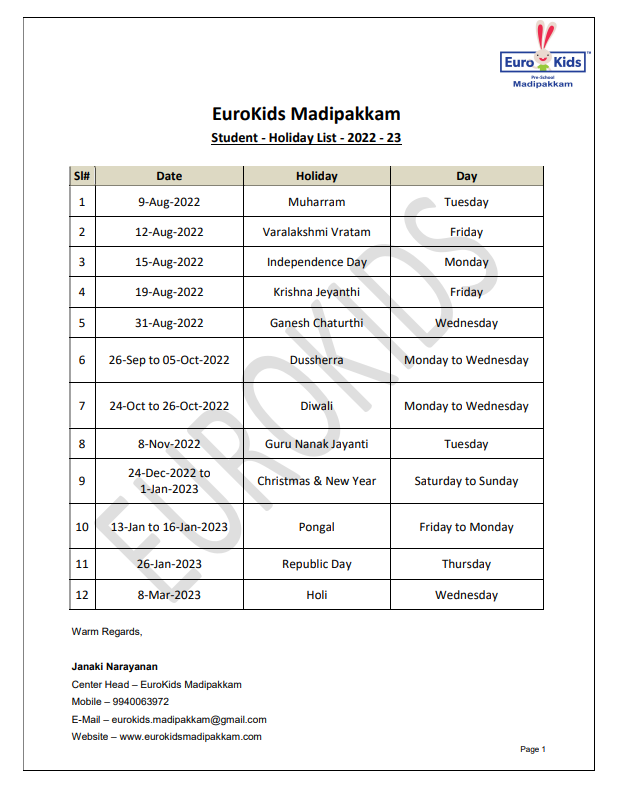 Euro Kids ™
Pre-School
Madipakkam
EuroKids Madipakkam
Student - Holiday List - 2022 - 23
Sl# Date Holiday Day
1 9-Aug-2022 Muharram Tuesday
2 12-Aug-2022 Varalakshmi Vratam Friday
3 15-Aug-2022 Independence Day Monday
4 19-Aug-2022 Krishna Jeyanthi Friday
5 31-Aug-2022 Ganesh Chaturthi Wednesday
6 26-Sep to 05-Oct-2022 Dussherra Monday to Wednesday
7 24-Oct to 26-Oct-2022 Diwali Monday to Wednesday
8 8-Nov-2022 Guru Nanak Jayanti Tuesday
9 24-Dec-2022 to
1-Jan-2023 Christmas & New Year Saturday to Sunday
10 13-Jan to 16-Jan-2023 Pongal Friday to Monday
11 26-Jan-2023 Republic Day Thursday
12 8-Mar-2023 Holi Wednesday
EUROKIDS
Warm Regards,
Janaki Narayanan
Center Head – EuroKids Madipakkam
Mobile – 9940063972
E-Mail – eurokids.madipakkam@gmail.com
Website – www.eurokidsmadipakkam.com
Page 1